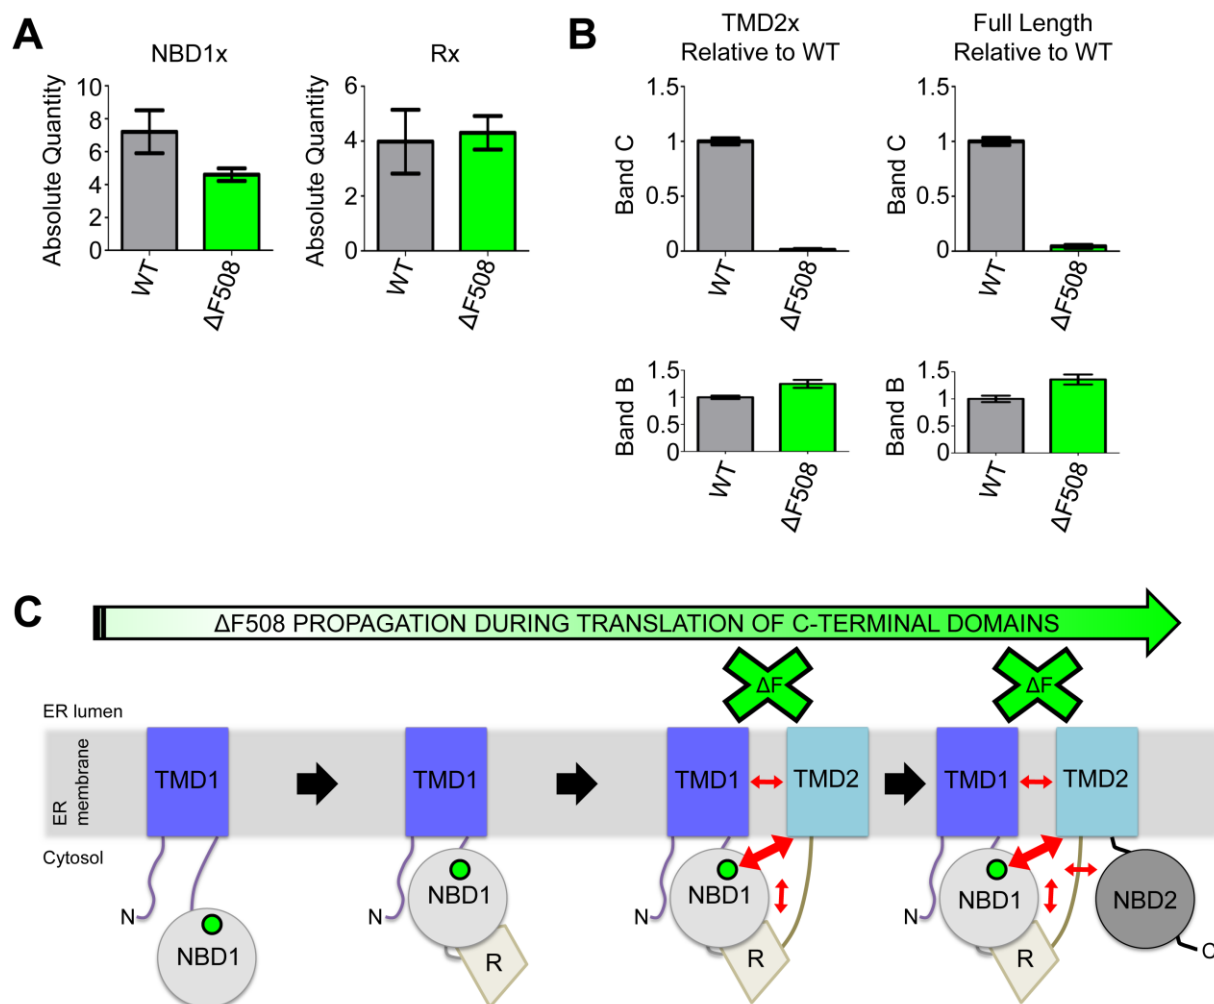 A
NBD1x
Absolute Quantity
8
6
4
2
0
WT
ΔF508
Rx
Absolute Quantity
6
4
2
0
WT
ΔF508
B
TMD2x
Relative to WT
Band C
1.5
1
0.5
0
WT
ΔF508
Full Length
Relative to WT
Band C
1.5
1
0.5
0
WT
ΔF508
Band B
1.5
1
0.5
0
WT
ΔF508
Band B
1.5
1
0.5
0
WT
ΔF508
C
ΔF508 PROPAGATION DURING TRANSLATION OF C-TERMINAL DOMAINS
ΔF
ΔF
ER lumen
ER
membrane
Cytosol
TMD1
N
NBD1
TMD1
N
NBD1
R
TMD1
TMD2
N
NBD1
R
TMD1
TMD2
N
NBD1
R
NBD2
C